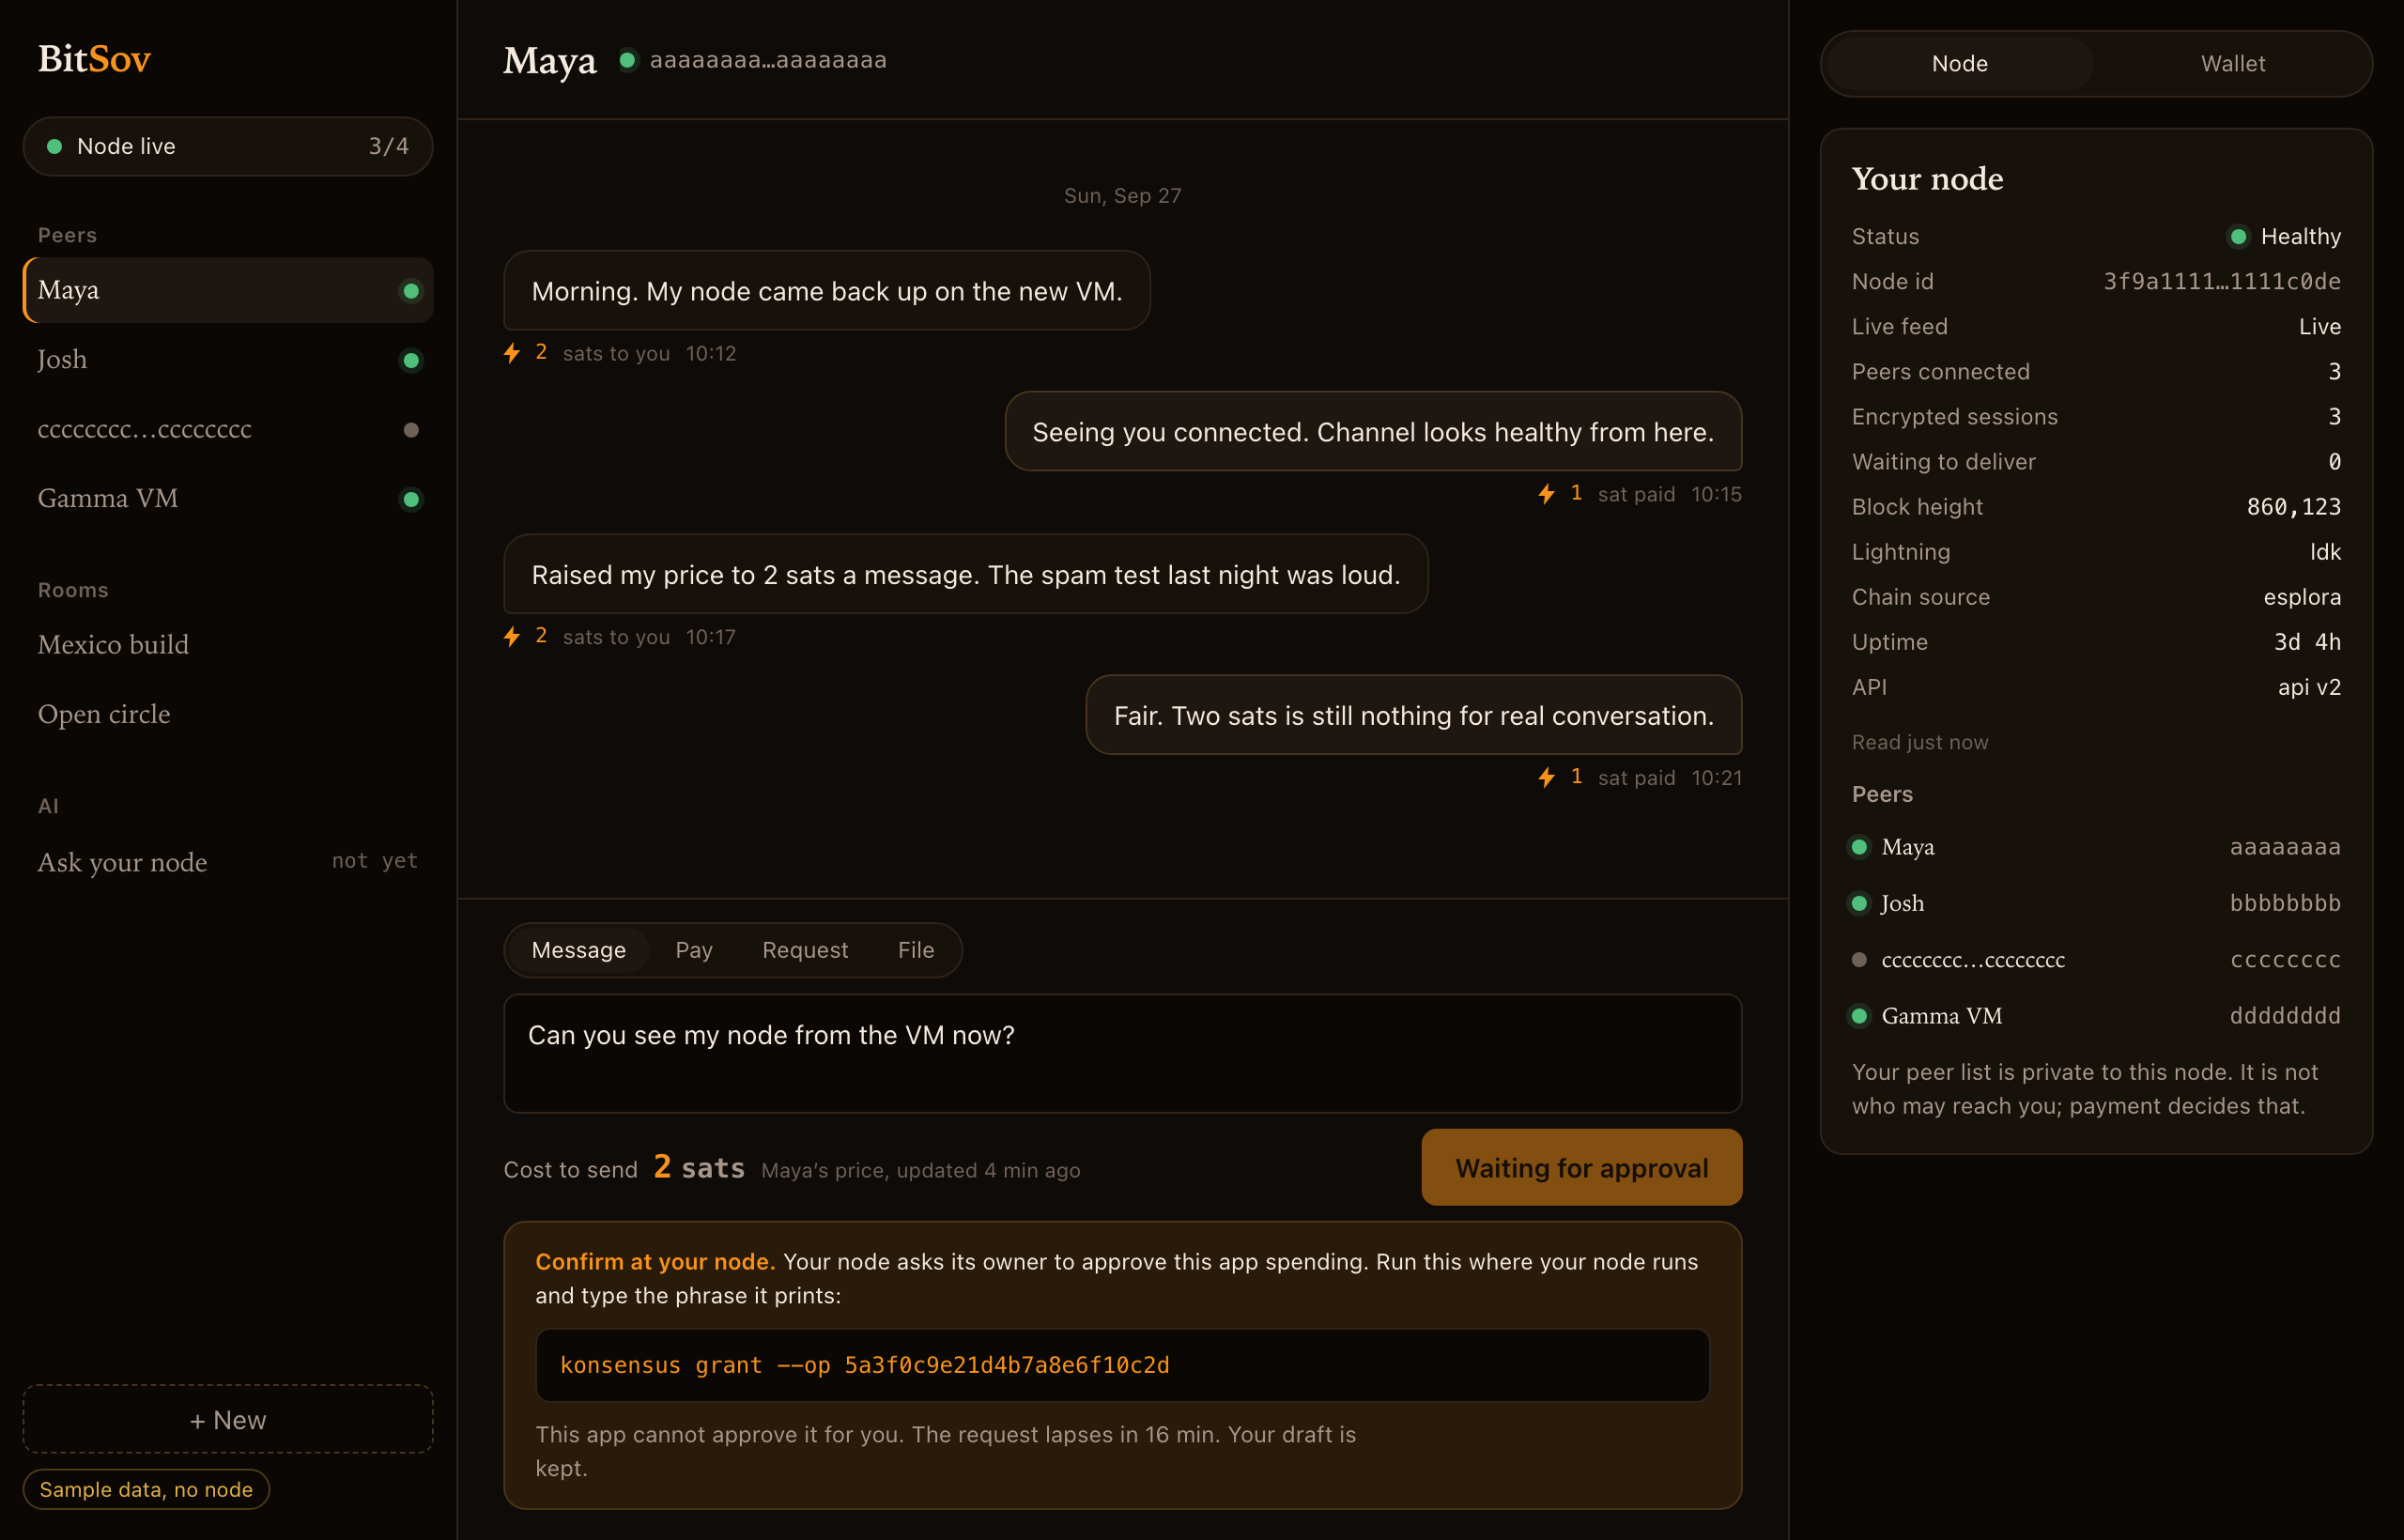 BitSov
Node live 3/4
Peers
Maya
Josh
cccccccc…cccccccc
Gamma VM
Rooms
Mexico build
Open circle
AI
Ask your node not yet
+ New
Sample data, no node
Maya aaaaaaaa…aaaaaaaa
Sun, Sep 27
Morning. My node came back up on the new VM.
2 sats to you 10:12
Seeing you connected. Channel looks healthy from here.
1 sat paid 10:15
Raised my price to 2 sats a message. The spam test last night was loud.
2 sats to you 10:17
Fair. Two sats is still nothing for real conversation.
1 sat paid 10:21
Message Pay Request File
Can you see my node from the VM now?
Cost to send 2 sats Maya’s price, updated 4 min ago
Waiting for approval
Confirm at your node. Your node asks its owner to approve this app spending. Run this where your node runs
and type the phrase it prints:
konsensus grant --op 5a3f0c9e21d4b7a8e6f10c2d
This app cannot approve it for you. The request lapses in 16 min. Your draft is
kept.
Node Wallet
Your node
Status Healthy
Node id 3f9a1111…1111c0de
Live feed Live
Peers connected 3
Encrypted sessions 3
Waiting to deliver 0
Block height 860,123
Lightning ldk
Chain source esplora
Uptime 3d 4h
API api v2
Read just now
Peers
Maya aaaaaaaa
Josh bbbbbbbb
cccccccc…cccccccc cccccccc
Gamma VM dddddddd
Your peer list is private to this node. It is not
who may reach you; payment decides that.